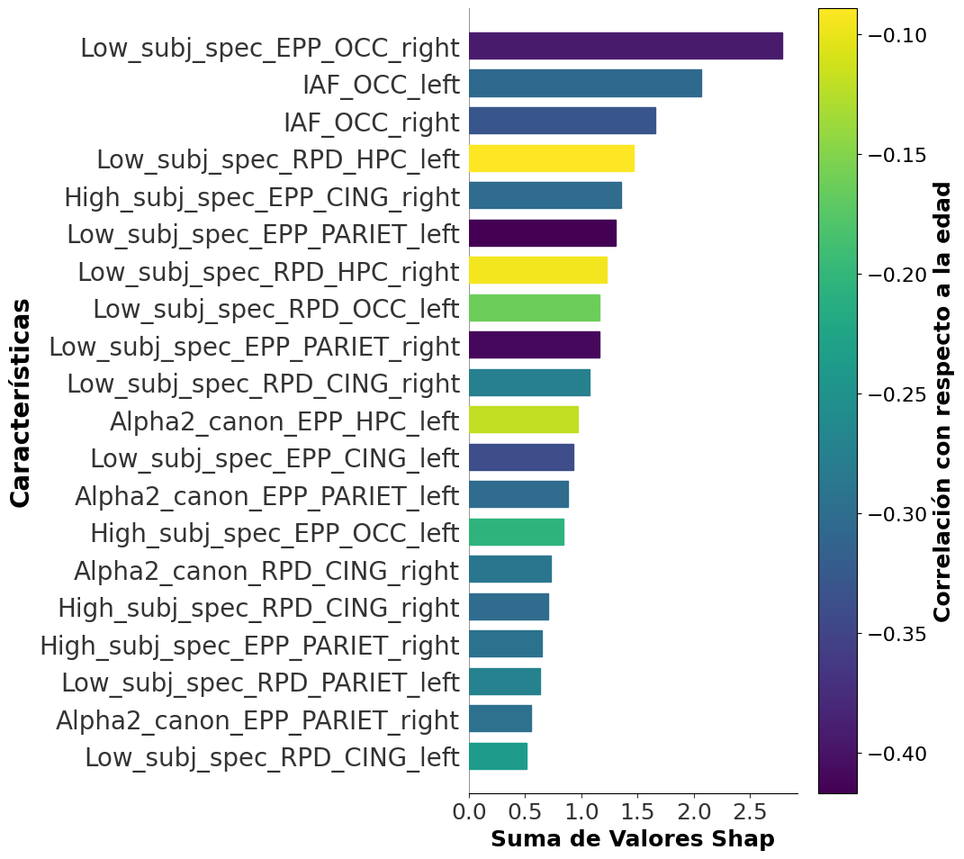 Características
Low_subj_spec_EPP_OCC_right
IAF_OCC_left
IAF_OCC_right
Low_subj_spec_RPD_HPC_left
High_subj_spec_EPP_CING_right
Low_subj_spec_EPP_PARIET_left
Low_subj_spec_RPD_HPC_right
Low_subj_spec_RPD_OCC_left
Low_subj_spec_EPP_PARIET_right
Low_subj_spec_RPD_CING_right
Alpha2_canon_EPP_HPC_left
Low_subj_spec_EPP_CING_left
Alpha2_canon_EPP_PARIET_left
High_subj_spec_EPP_OCC_left
Alpha2_canon_RPD_CING_right
High_subj_spec_RPD_CING_right
High_subj_spec_EPP_PARIET_right
Low_subj_spec_RPD_PARIET_left
Alpha2_canon_EPP_PARIET_right
Low_subj_spec_RPD_CING_left
0.0 0.5 1.0 1.5 2.0 2.5
Suma de Valores Shap
−0.10
−0.15
−0.20
−0.25
−0.30
−0.35
−0.40
Correlación con respecto a la edad